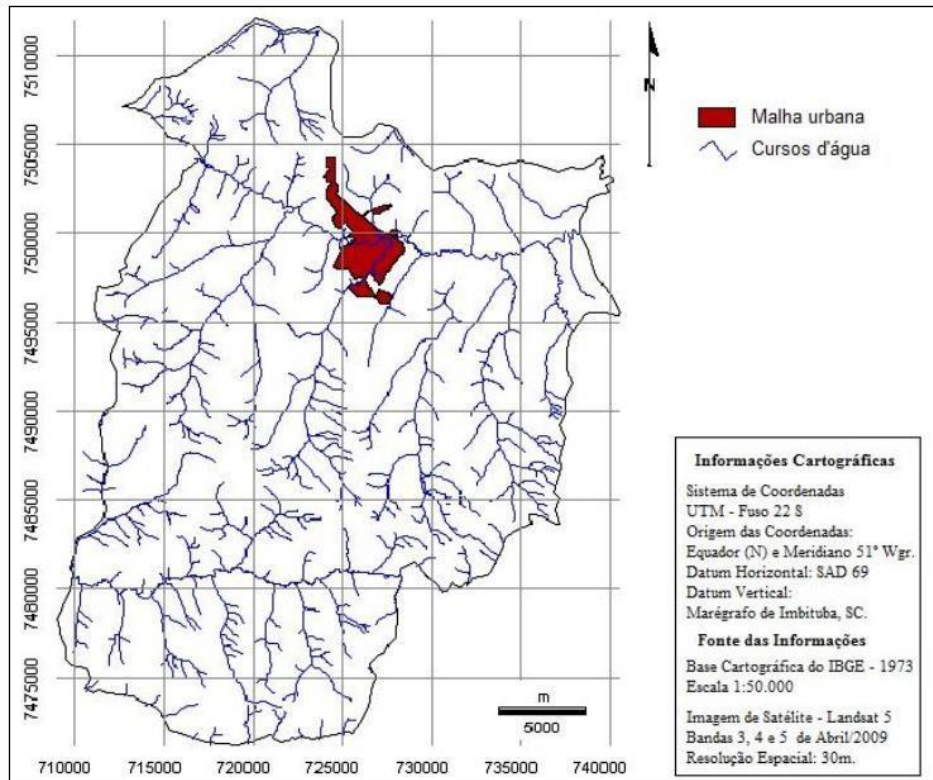 7510000
7505000
7500000
7495000
7490000
7485000
7480000
7475000
710000 715000 720000 725000 730000 735000 740000
m
5000
N
Malha urbana
Cursos d'água
Informações Cartográficas
Sistema de Coordenadas
UTM - Fuso 22 S
Origem das Coordenadas:
Equador (N) e Meridiano 51º Wgr.
Datum Horizontal: SAD 69
Datum Vertical:
Marégrafo de Imbituba, SC.
Fonte das Informações
Base Cartográfica do IBGE - 1973
Escala 1:50.000
Imagem de Satélite - Landsat 5
Bandas 3, 4 e 5 de Abril/2009
Resolução Espacial: 30m.